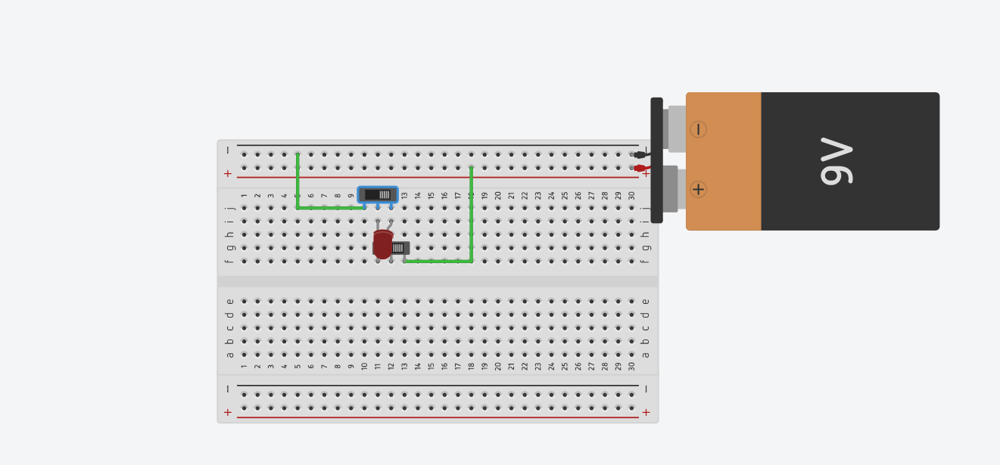 − −
+ +
1 2 3 4 5 6 7 8 9 13 14 15 16 17 18 19 20 21 22 23 24 25 26 27 28 29 30
j j
i i
h h
g g
f f
e e
d d
c c
b b
a a
1 2 3 4 5 6 7 8 9 10 11 12 13 14 15 16 17 18 19 20 21 22 23 24 25 26 27 28 29 30
− −
+ +
−
+
9V